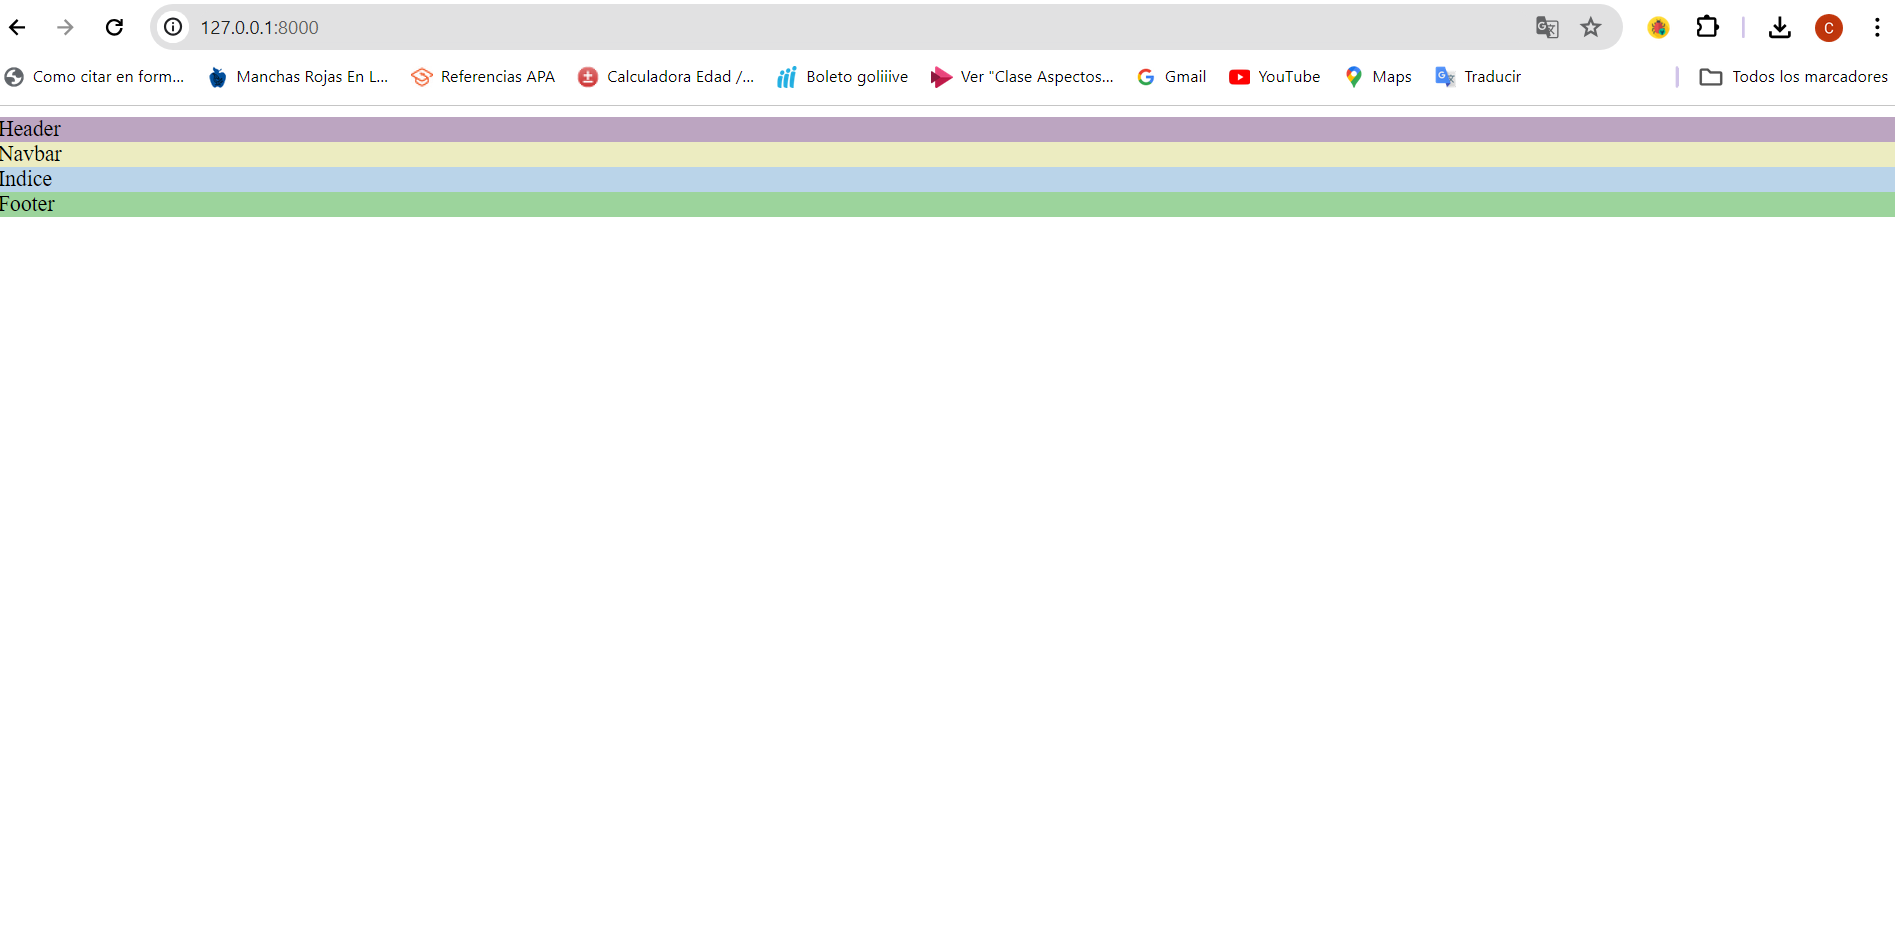 127.0.0.1:8000
C
Como citar en form... Manchas Rojas En L... Referencias APA Calculadora Edad /... Boleto goliiive Ver "Clase Aspectos... Gmail YouTube Maps Traducir Todos los marcadores
Header
Navbar
Indice
Footer